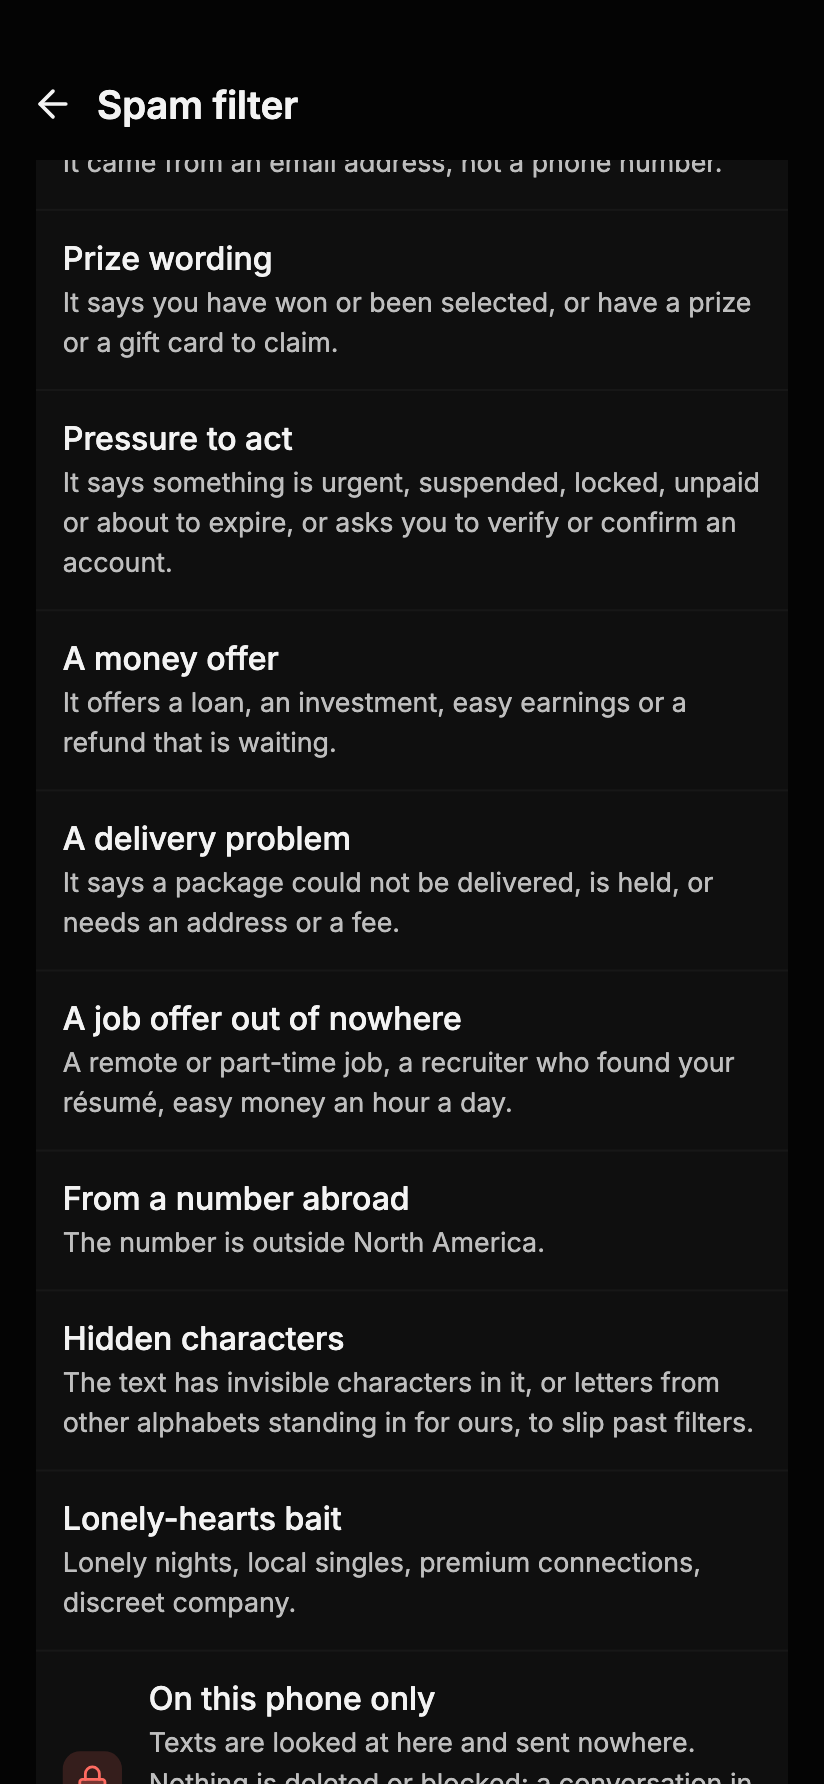 Spam filter
It came from an email address, not a phone number.
Prize wording
It says you have won or been selected, or have a prize
or a gift card to claim.
Pressure to act
It says something is urgent, suspended, locked, unpaid
or about to expire, or asks you to verify or confirm an
account.
A money offer
It offers a loan, an investment, easy earnings or a
refund that is waiting.
A delivery problem
It says a package could not be delivered, is held, or
needs an address or a fee.
A job offer out of nowhere
A remote or part-time job, a recruiter who found your
résumé, easy money an hour a day.
From a number abroad
The number is outside North America.
Hidden characters
The text has invisible characters in it, or letters from
other alphabets standing in for ours, to slip past filters.
Lonely-hearts bait
Lonely nights, local singles, premium connections,
discreet company.
On this phone only
Texts are looked at here and sent nowhere.
Nothing is deleted or blocked: a conversation in